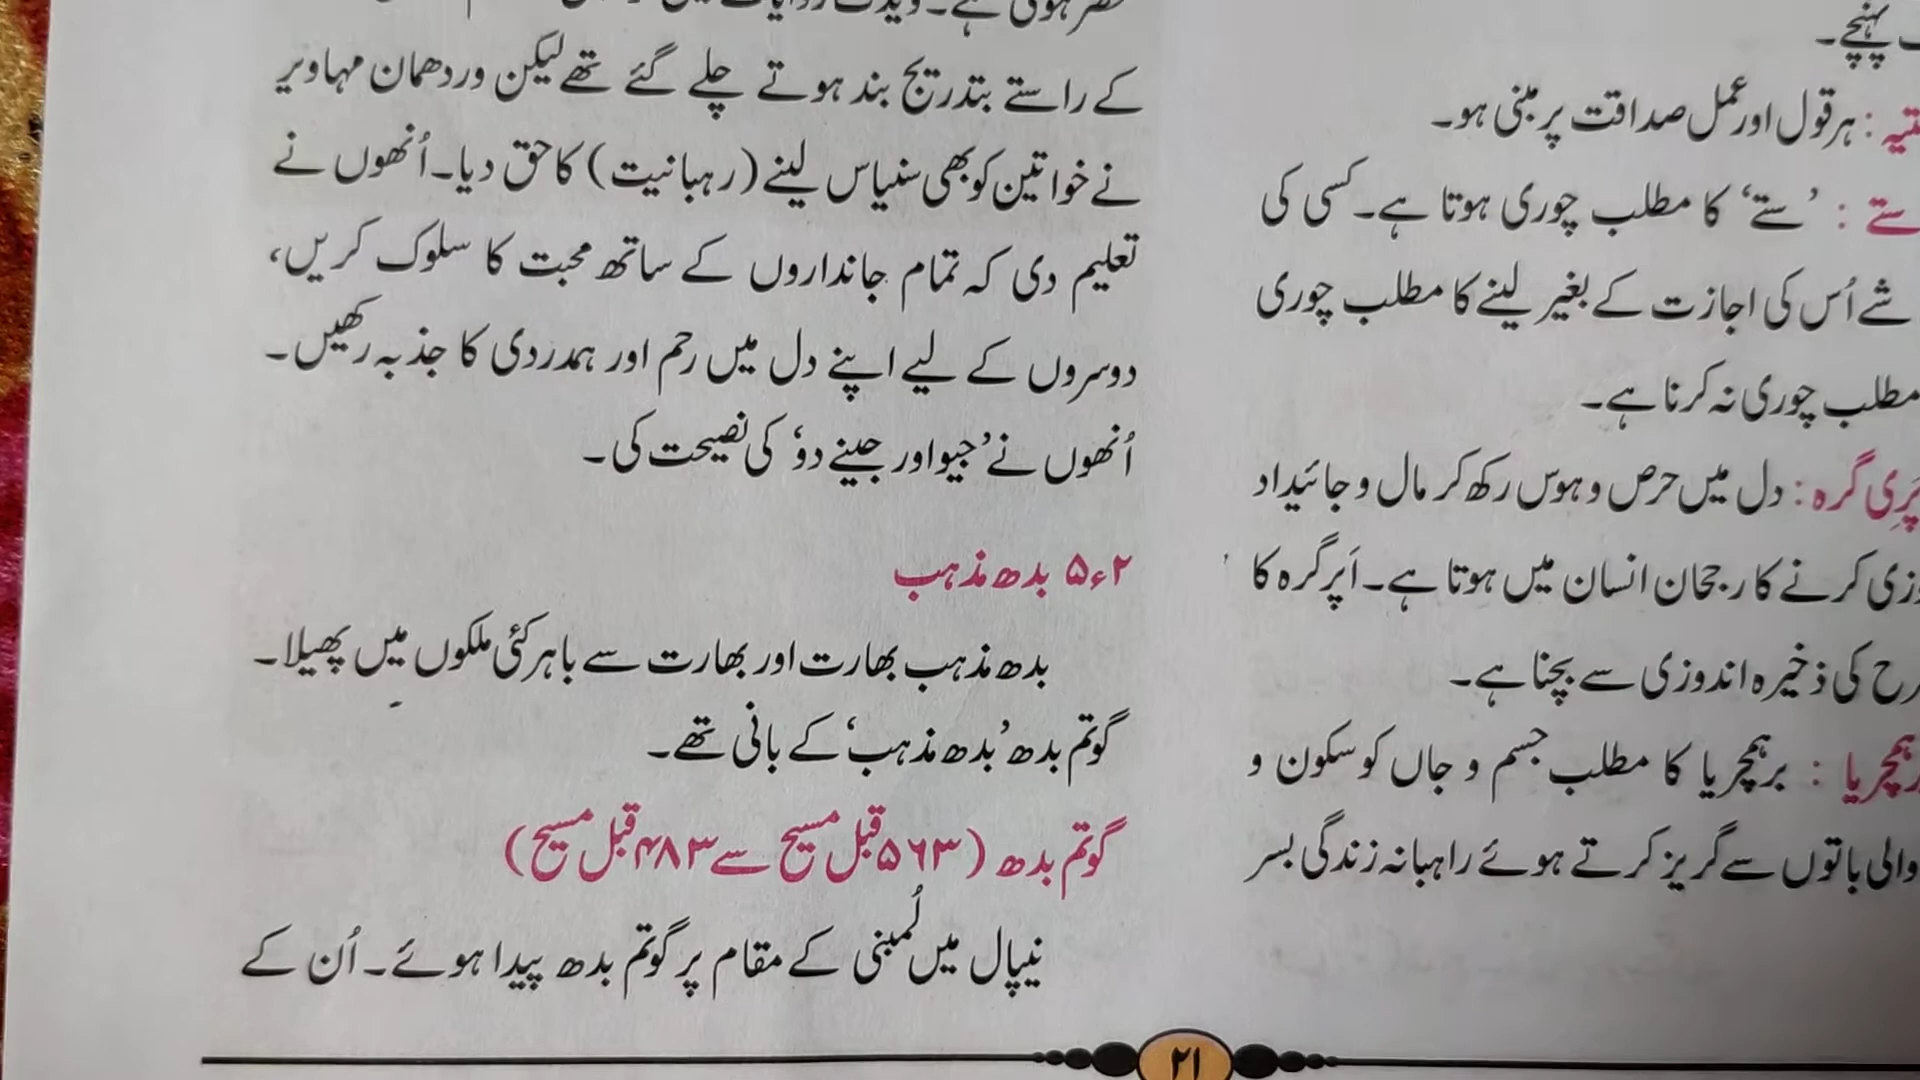 پہنچے۔
: ہر قول اور عمل صداقت پر مبنی ہو۔
ستے : ’ستے‘ کا مطلب چوری ہوتا ہے۔ کسی کی
شے اُس کی اجازت کے بغیر لینے کا مطلب چوری
مطلب چوری نہ کرنا ہے۔
پَرِی گرہ : دل میں حرص و ہوس رکھ کر مال و جائیداد
کرنے کا رجحان انسان میں ہوتا ہے۔ اَپرگرہ کا
کی ذخیرہ اندوزی سے بچنا ہے۔
: برہمچریا کا مطلب جسم و جاں کو سکون و
والی باتوں سے گریز کرتے ہوئے راہبانہ زندگی بسر
کے راستے بتدریج بند ہوتے چلے گئے تھے لیکن وردھمان مہاویر
نے خواتین کو بھی سنیاس لینے (رہبانیت) کا حق دیا۔ اُنھوں نے
تعلیم دی کہ تمام جانداروں کے ساتھ محبت کا سلوک کریں،
دوسروں کے لیے اپنے دل میں رحم اور ہمدردی کا جذبہ رکھیں۔
اُنھوں نے ’جیو اور جینے دو‘ کی نصیحت کی۔
۵ء۲ بدھ مذہب
بدھ مذہب بھارت اور بھارت سے باہر کئی ملکوں میں پھیلا۔
گوتم بدھ ’بدھ مذہب‘ کے بانی تھے۔
گوتم بدھ (۵۶۳ قبل مسیح سے ۴۸۳ قبل مسیح)
نیپال میں لُمبنی کے مقام پر گوتم بدھ پیدا ہوئے۔ اُن کے
۲۱